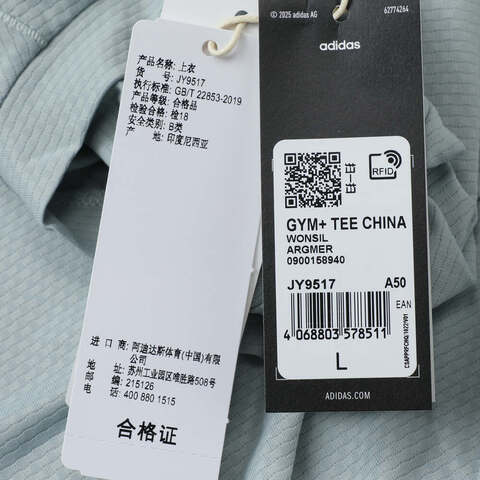 产品名称: 上衣
货 号: JY9517
执行标准: GB/T 22853-2019
产品等级: 合格品
检验合格: 检18
安全类别: B类
产 地: 印度尼西亚
进 口 商: 阿迪达斯体育(中国)有限
公司
地 址: 苏州工业园区唯胜路508号
邮 编: 215126
电 话: 400 880 1515
合格证
© 2025 adidas AG
62774264
adidas
RFID
GYM+ TEE CHINA
WONSIL
ARGMER
0900158940
JY9517 A50
EAN
4 068803 578511
L
ADIDAS.COM